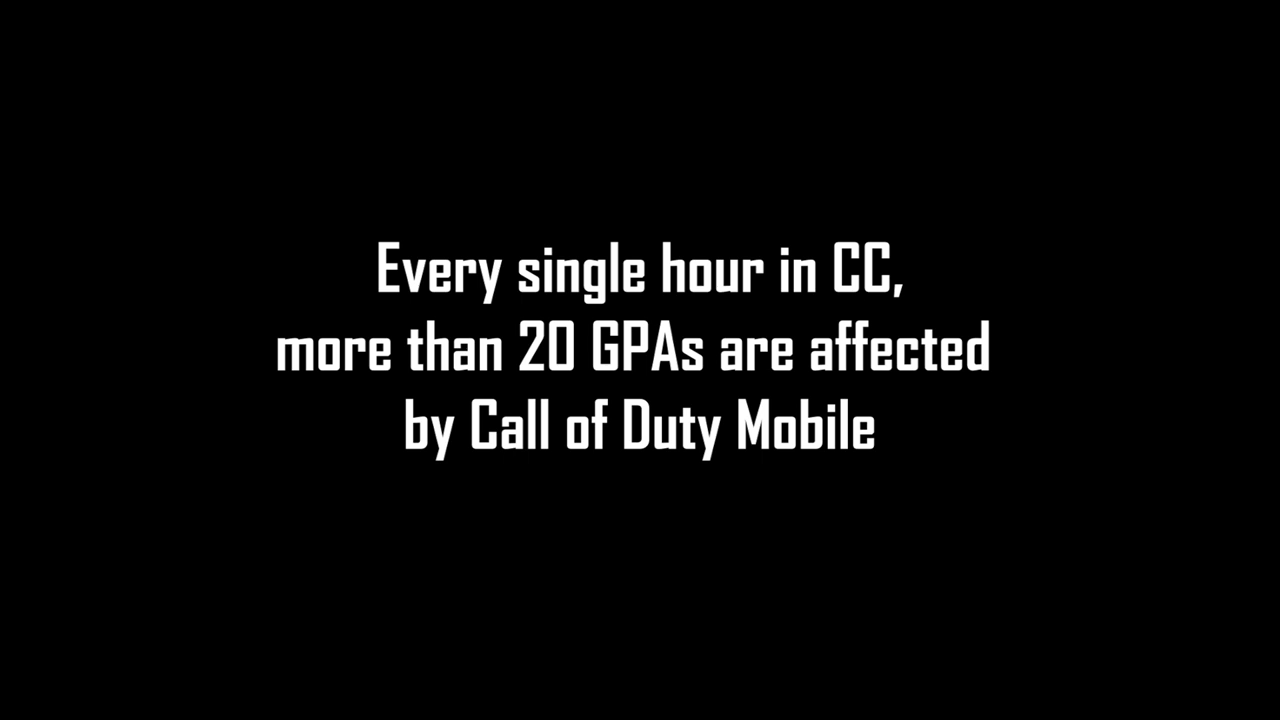 Every single hour in CC,
more than 20 GPAs are affected
by Call of Duty Mobile